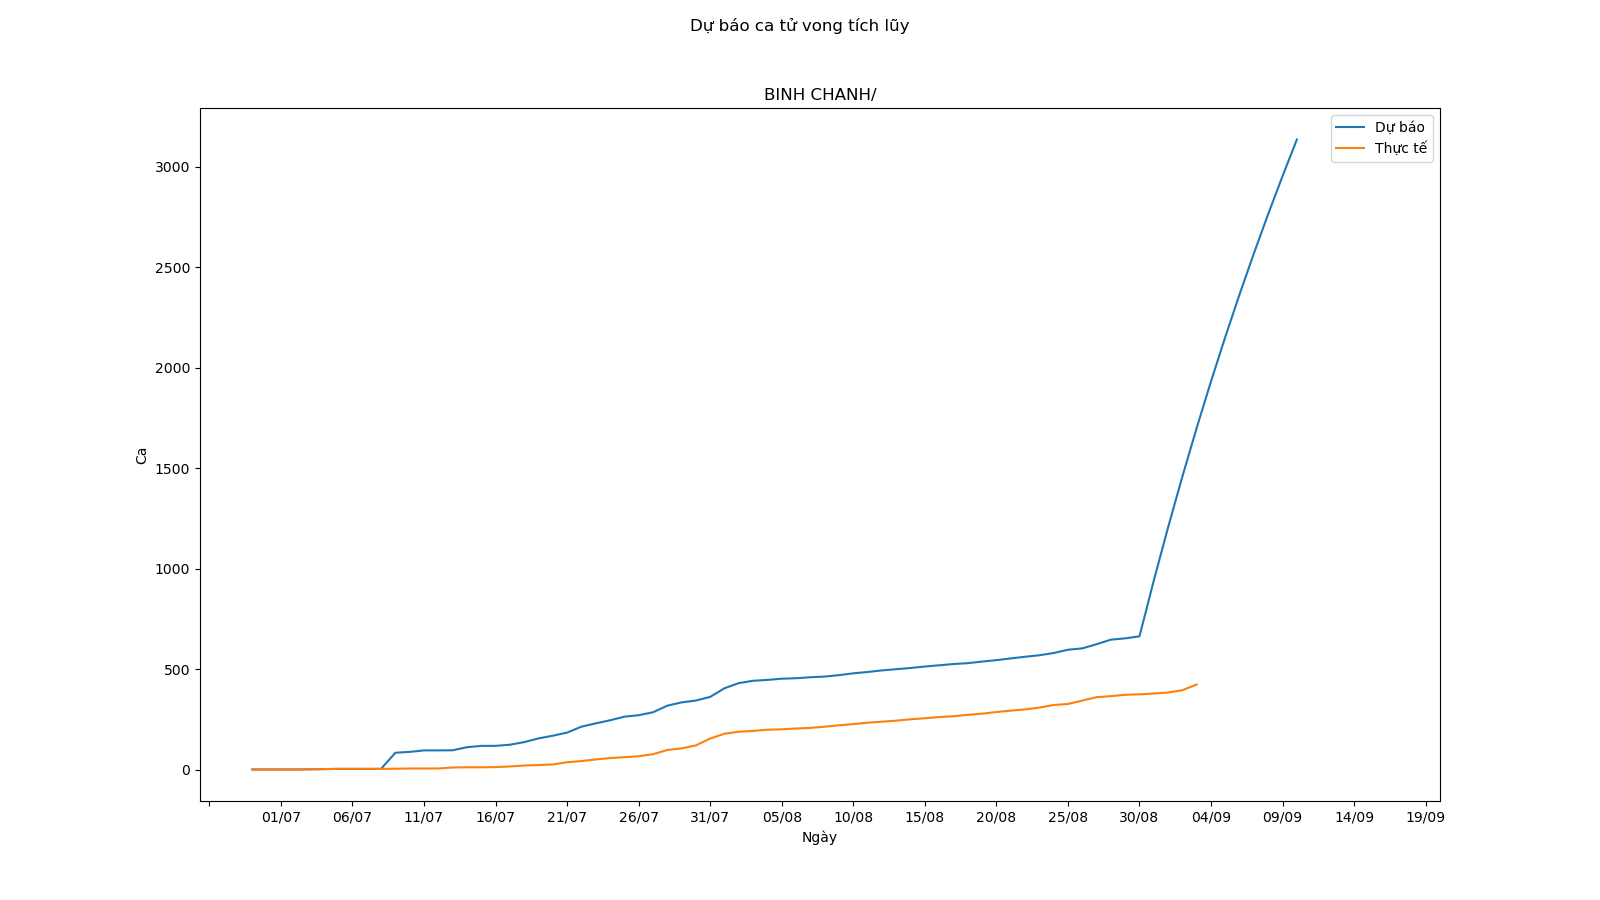 Dự báo ca tử vong tích lũy
BINH CHANH/
Dự báo
Thực tế
3000
2500
2000
1500
1000
500
0
Ca
01/07 06/07 11/07 16/07 21/07 26/07 31/07 05/08 10/08 15/08 20/08 25/08 30/08 04/09 09/09 14/09 19/09
Ngày